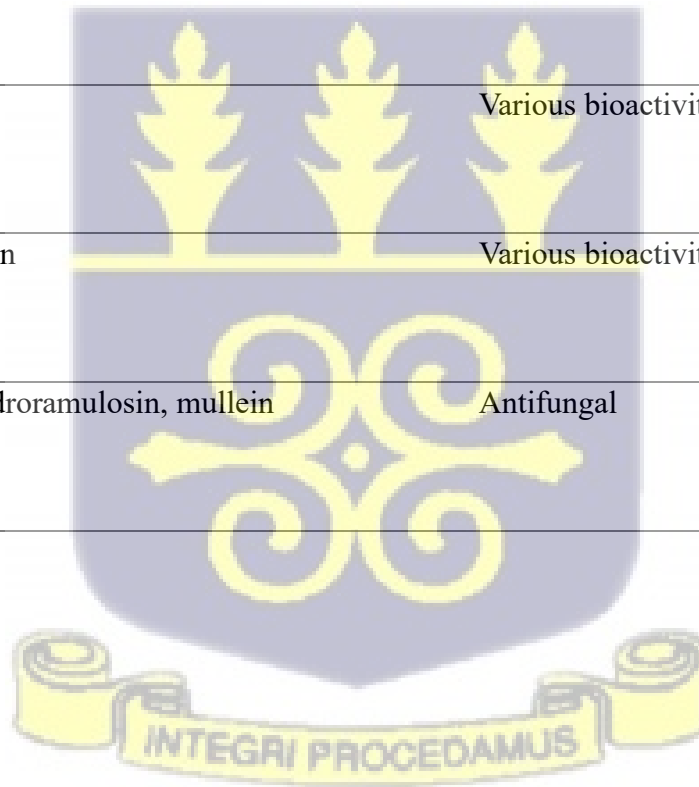 Various bioactivit
n Various bioactivit
droramulosin, mullein Antifungal
INTEGRI PROCEDAMUS